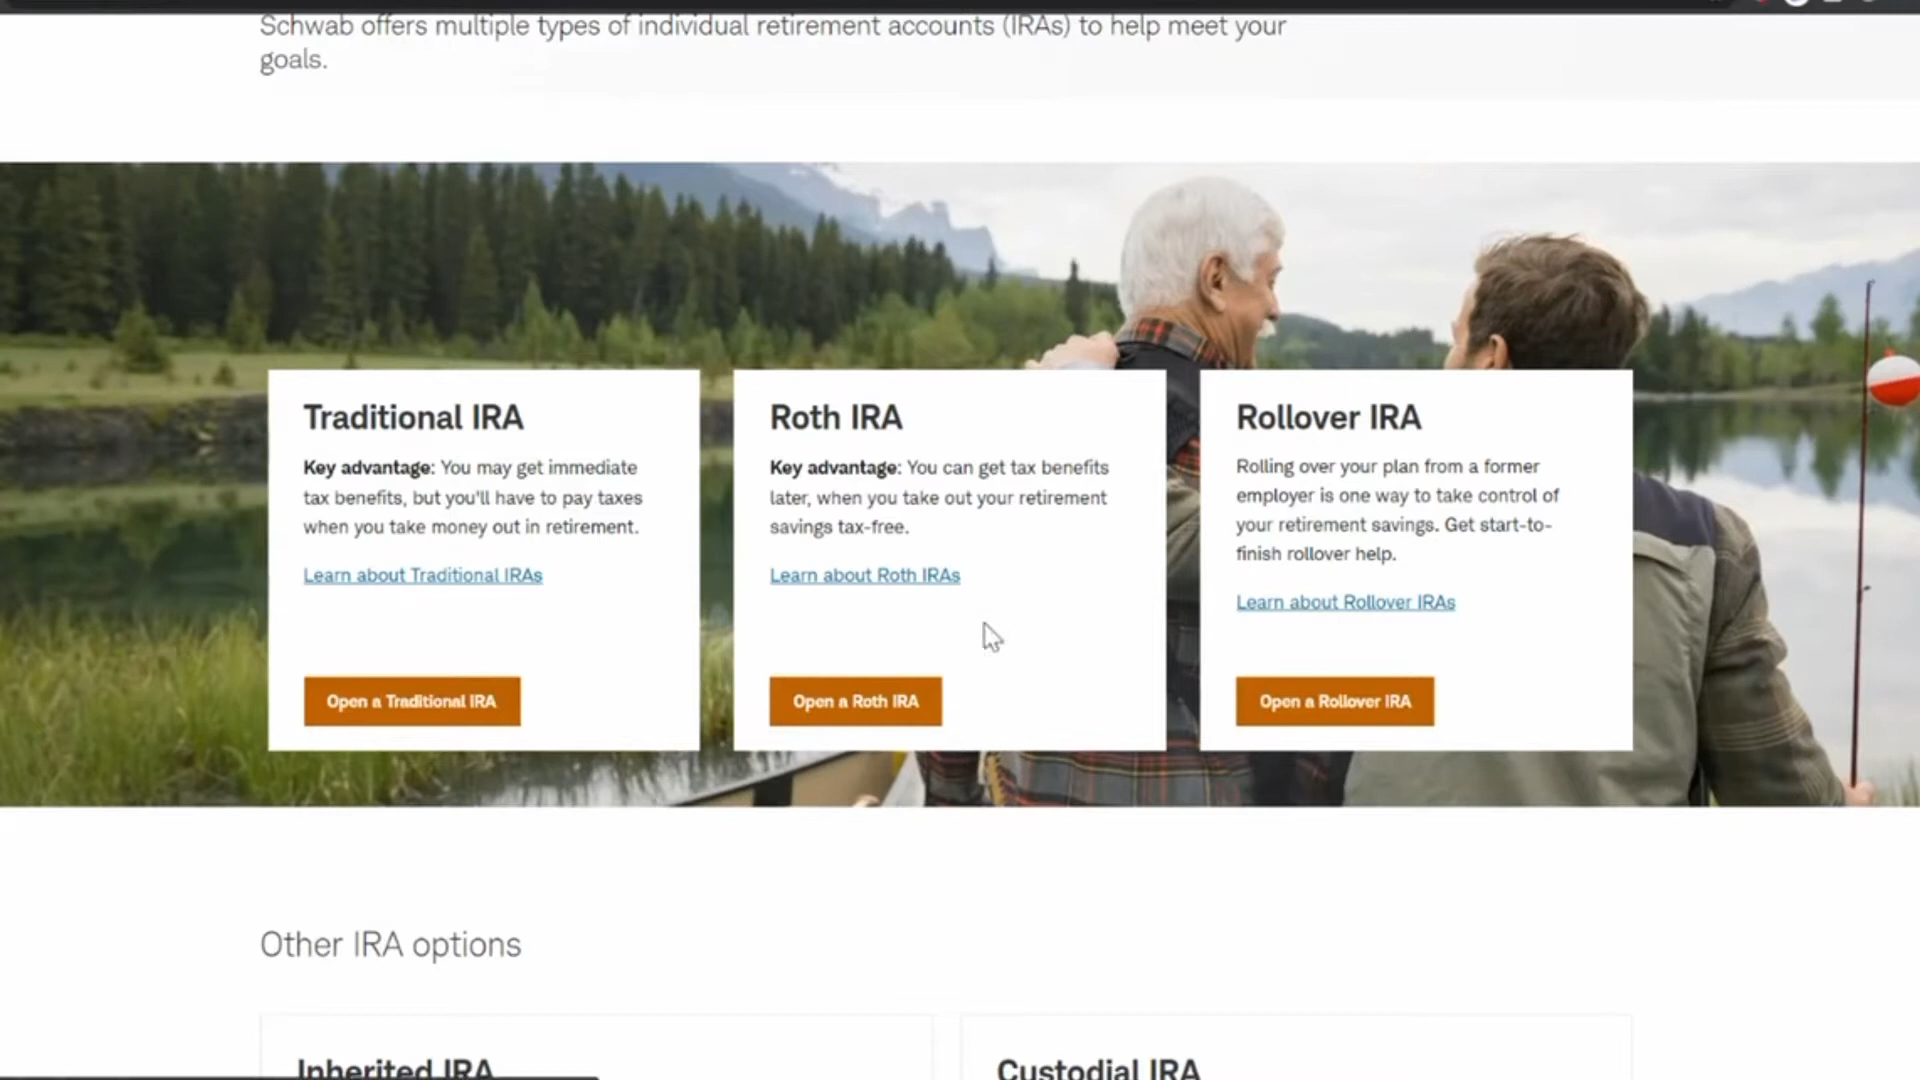 Schwab offers multiple types of individual retirement accounts (IRAs) to help meet your
goals.
Traditional IRA
Key advantage: You may get immediate
tax benefits, but you'll have to pay taxes
when you take money out in retirement.
Learn about Traditional IRAs
Open a Traditional IRA
Roth IRA
Key advantage: You can get tax benefits
later, when you take out your retirement
savings tax-free.
Learn about Roth IRAs
Open a Roth IRA
Rollover IRA
Rolling over your plan from a former
employer is one way to take control of
your retirement savings. Get start-to-
finish rollover help.
Learn about Rollover IRAs
Open a Rollover IRA
Other IRA options
Inherited IRA
Custodial IRA